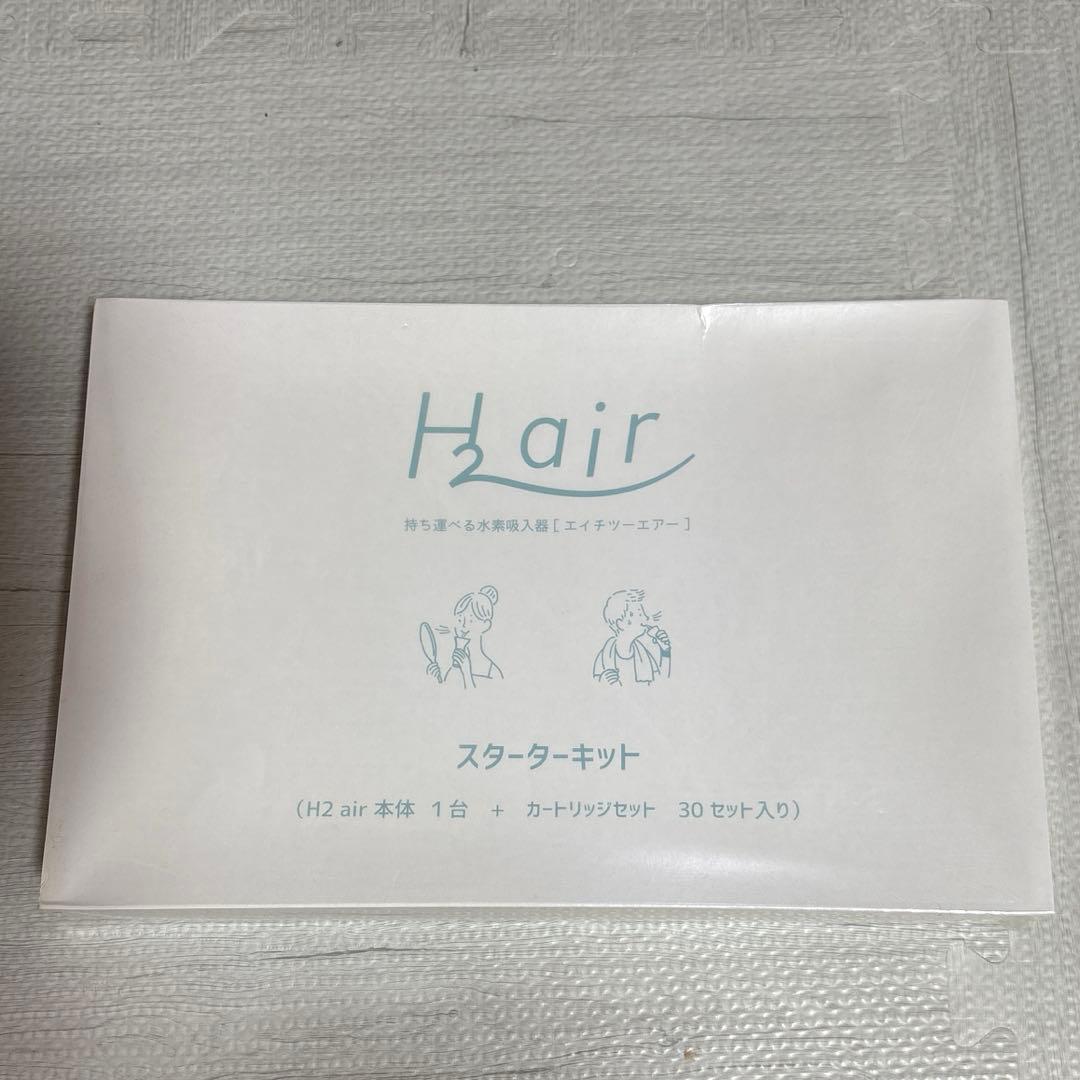 H2 air
持ち運べる水素吸入器［エイチツーエアー］
スターターキット
（H2 air 本体 1台 + カートリッジセット 30セット入り）